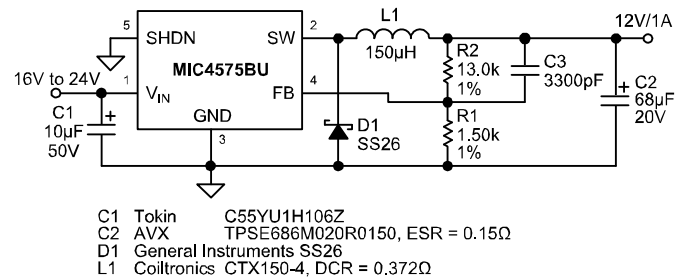 5
SHDN
SW
2
L1
150µH
12V/1A
16V to 24V
1
VIN
MIC4575BU
FB
4
GND
3
C1
10µF
50V
D1
SS26
R2
13.0k
1%
R1
1.50k
1%
C3
3300pF
C2
68µF
20V
C1 Tokin C55YU1H106Z
C2 AVX TPSE686M020R0150, ESR = 0.15Ω
D1 General Instruments SS26
L1 Coiltronics CTX150-4, DCR = 0.372Ω